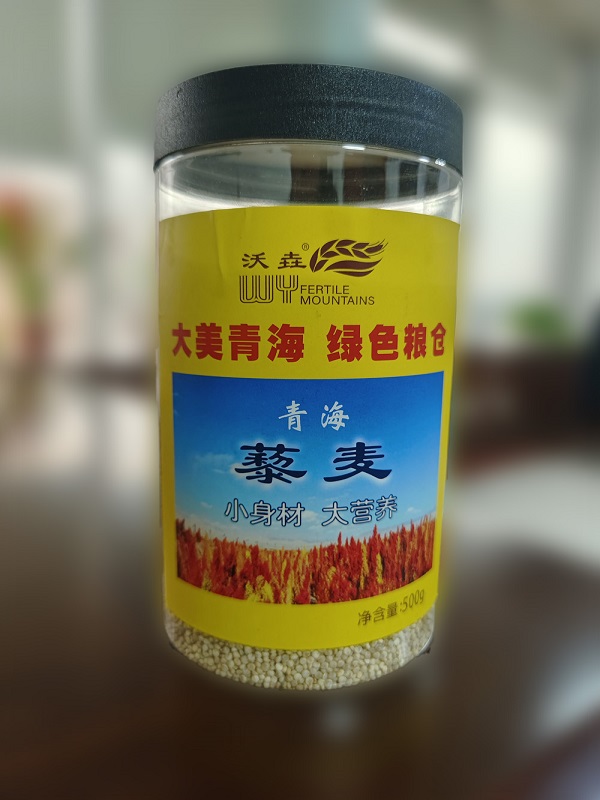 沃垚®
WY FERTILE
MOUNTAINS
大美青海 绿色粮仓
青海
藜麦
小身材 大营养
净含量:500g